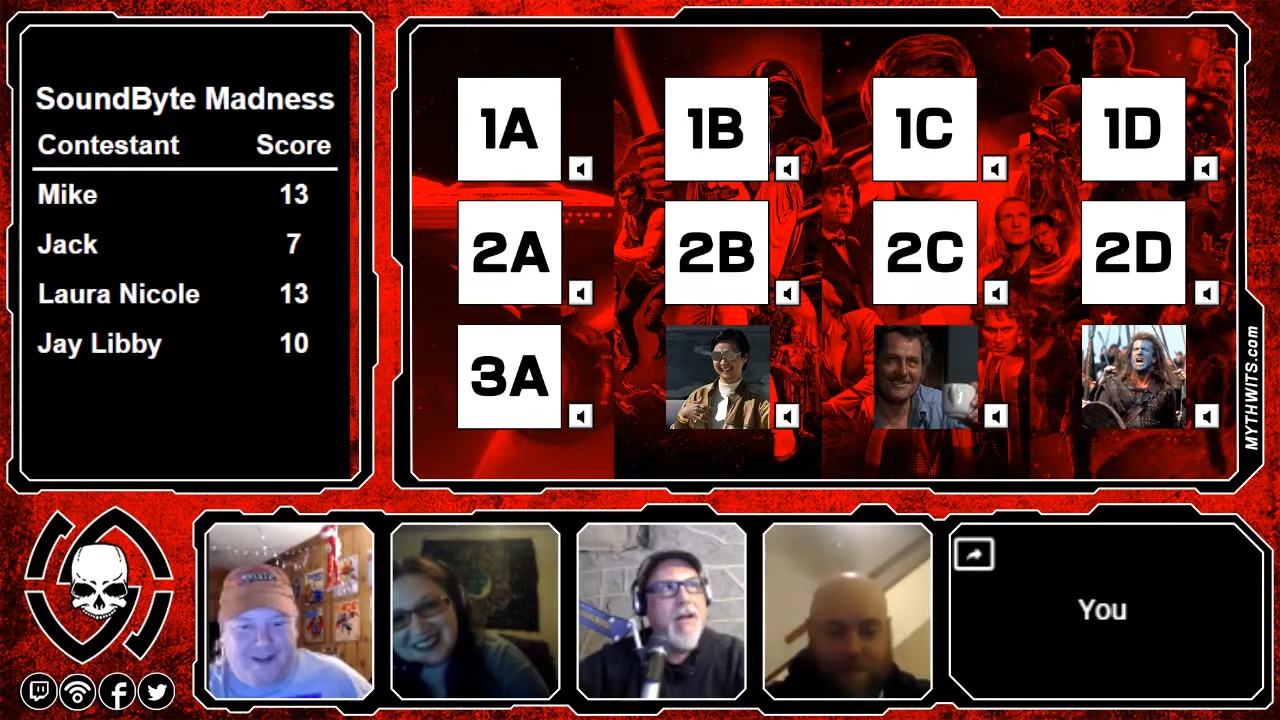 SoundByte Madness
Contestant Score
Mike 13
Jack 7
Laura Nicole 13
Jay Libby 10
1A 1B 1C 1D
2A 2B 2C 2D
3A
MYTHWITS.com
You